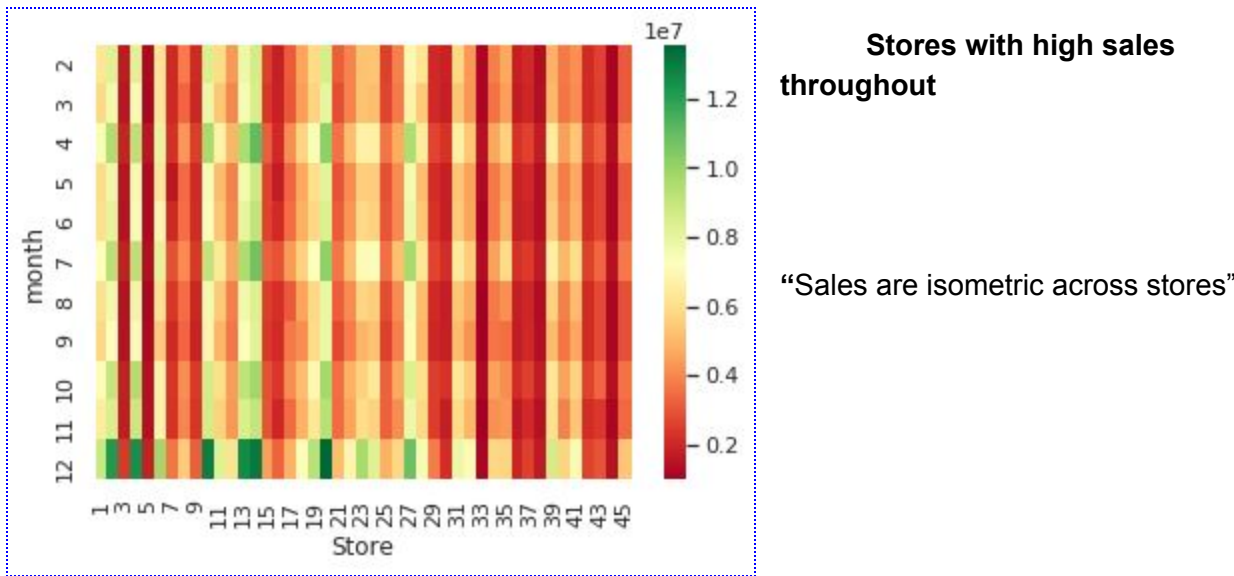 1e7
2
3
4
5
6
7
8
9
10
11
12
month
1 3 5 7 9 11 13 15 17 19 21 23 25 27 29 31 33 35 37 39 41 43 45
Store
1.2
1.0
0.8
0.6
0.4
0.2
Stores with high sales
throughout
“Sales are isometric across stores”